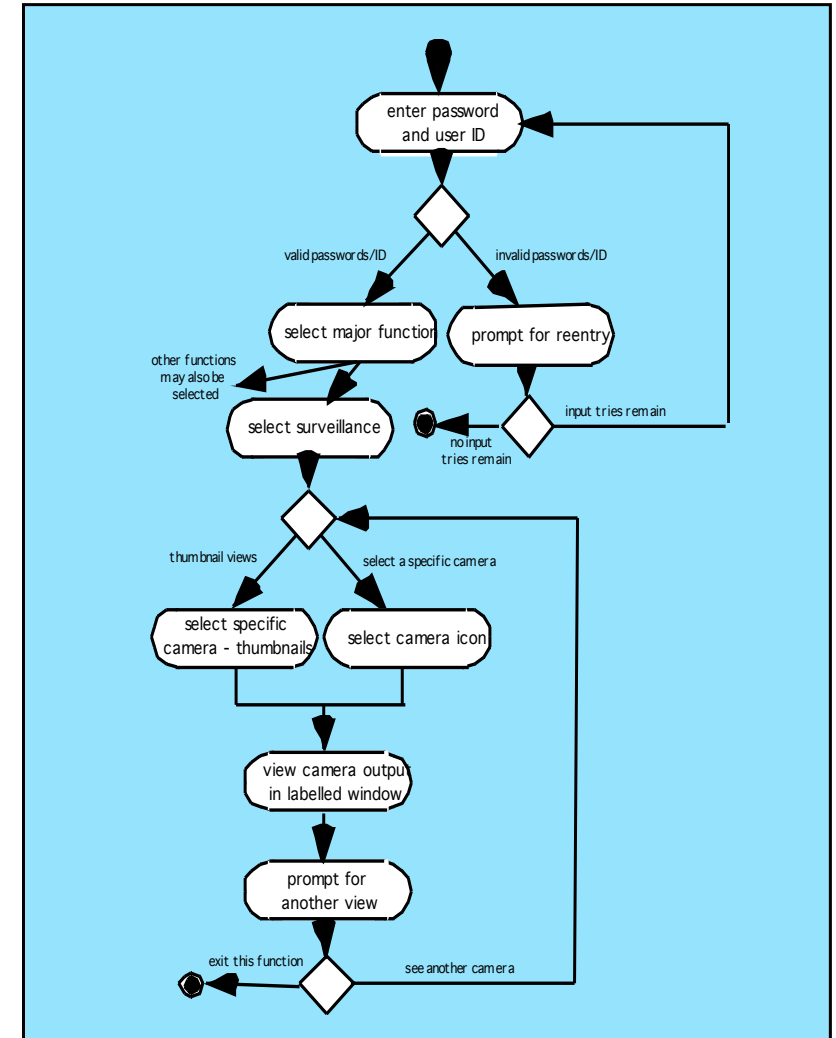 enter password
and user ID
valid passwords/ID
invalid passwords/ID
select major function
prompt for reentry
other functions
may also be
selected
input tries remain
select surveillance
no input
tries remain
thumbnail views
select a specific camera
select specific
camera - thumbnails
select camera icon
view camera output
in labelled window
prompt for
another view
exit this function
see another camera